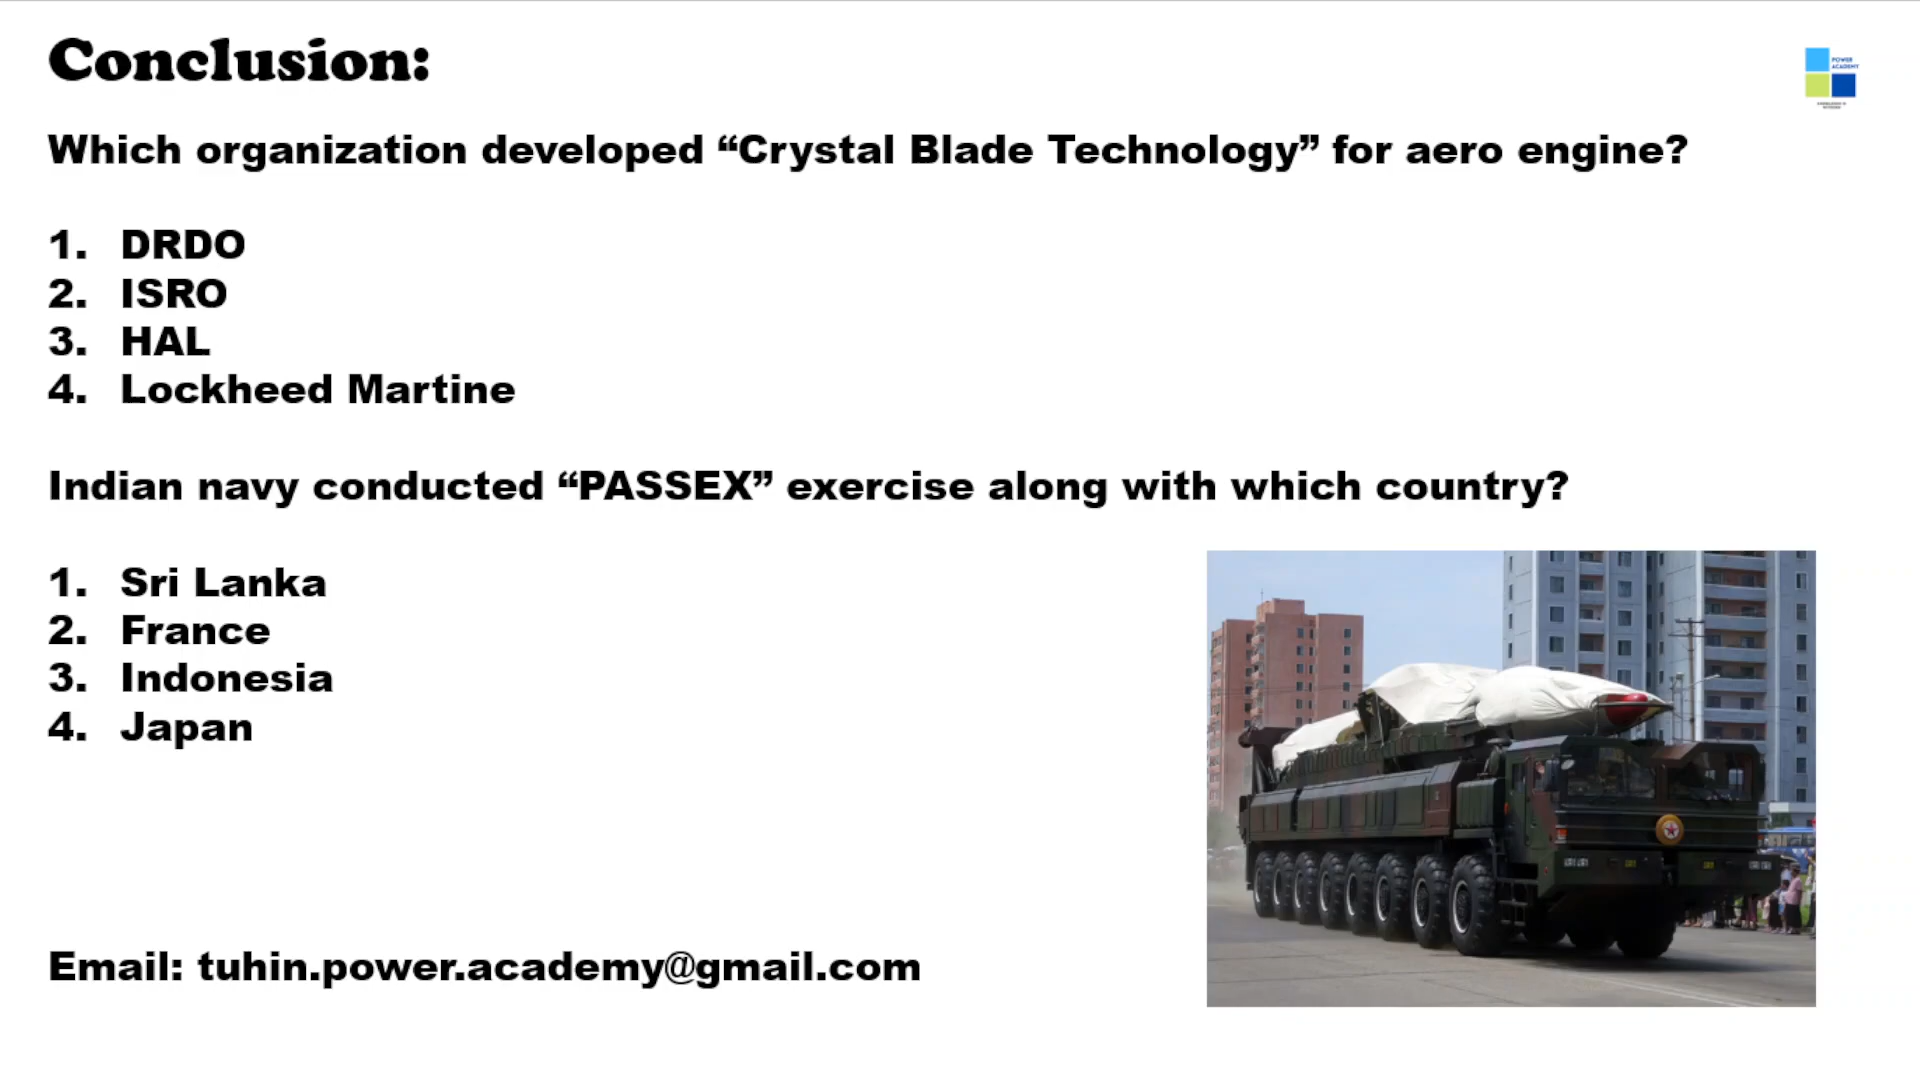 Conclusion:
POWER
ACADEMY
Which organization developed “Crystal Blade Technology” for aero engine?
1. DRDO
2. ISRO
3. HAL
4. Lockheed Martine
Indian navy conducted “PASSEX” exercise along with which country?
1. Sri Lanka
2. France
3. Indonesia
4. Japan
Email: tuhin.power.academy@gmail.com